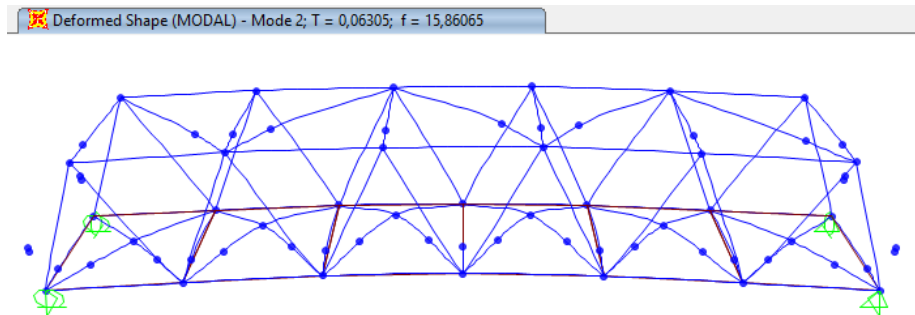 Deformed Shape (MODAL) - Mode 2; T = 0,06305; f = 15,86065